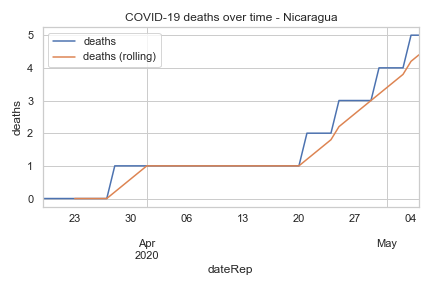 COVID-19 deaths over time - Nicaragua
deaths
deaths (rolling)
deaths
5
4
3
2
1
0
23 30 06 13 20 27 04
Apr May
2020
dateRep